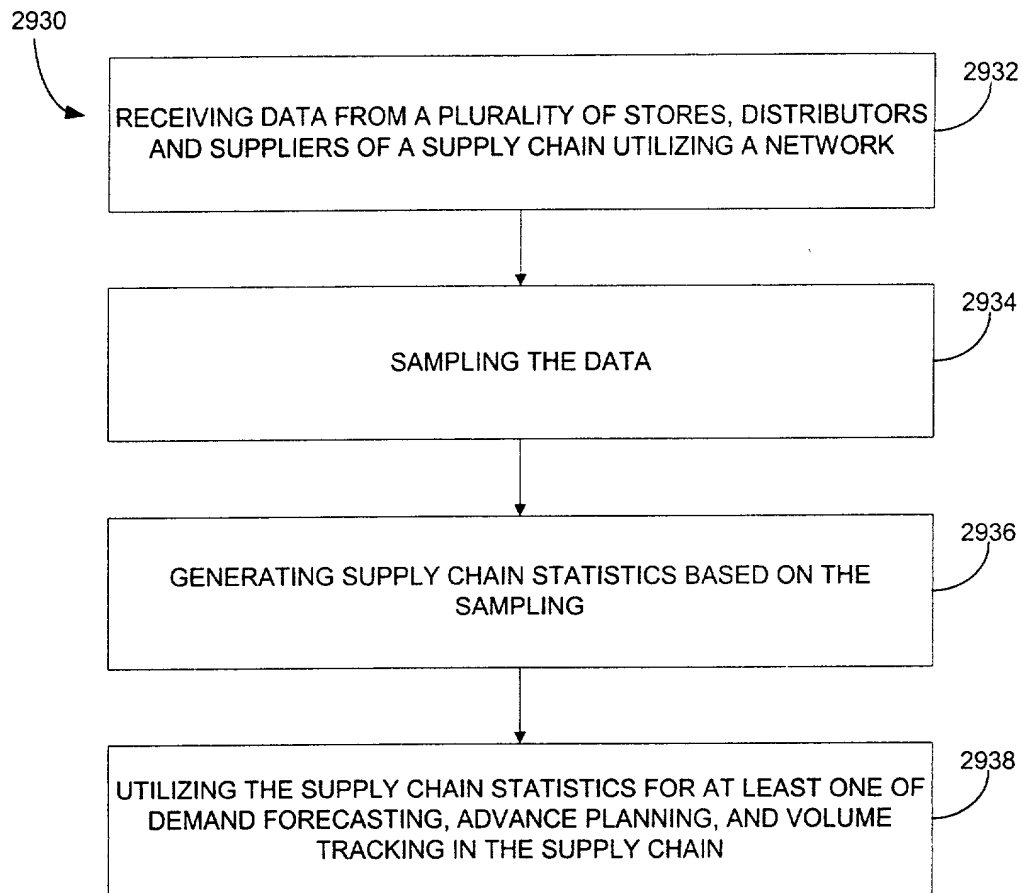 2930
2932
RECEIVING DATA FROM A PLURALITY OF STORES, DISTRIBUTORS
AND SUPPLIERS OF A SUPPLY CHAIN UTILIZING A NETWORK
2934
SAMPLING THE DATA
2936
GENERATING SUPPLY CHAIN STATISTICS BASED ON THE
SAMPLING
2938
UTILIZING THE SUPPLY CHAIN STATISTICS FOR AT LEAST ONE OF
DEMAND FORECASTING, ADVANCE PLANNING, AND VOLUME
TRACKING IN THE SUPPLY CHAIN